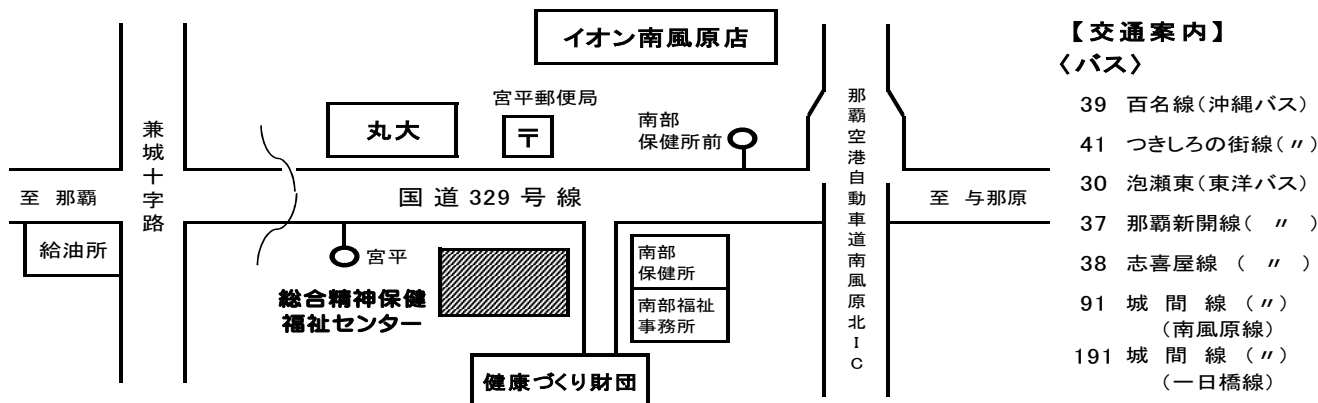 イオン南風原店
宮平郵便局
〒
丸大
南部
保健所前
兼城十字路
那覇空港自動車道南風原北IC
至 那覇
国道329号線
至 与那原
給油所
宮平
総合精神保健
福祉センター
南部
保健所
南部福祉
事務所
健康づくり財団
【交通案内】
〈バス〉
39 百名線(沖縄バス)
41 つきしろの街線(〃)
30 泡瀬東(東洋バス)
37 那覇新開線( 〃 )
38 志喜屋線 ( 〃 )
91 城 間 線 (〃)
(南風原線)
191 城 間 線 (〃)
(一日橋線)